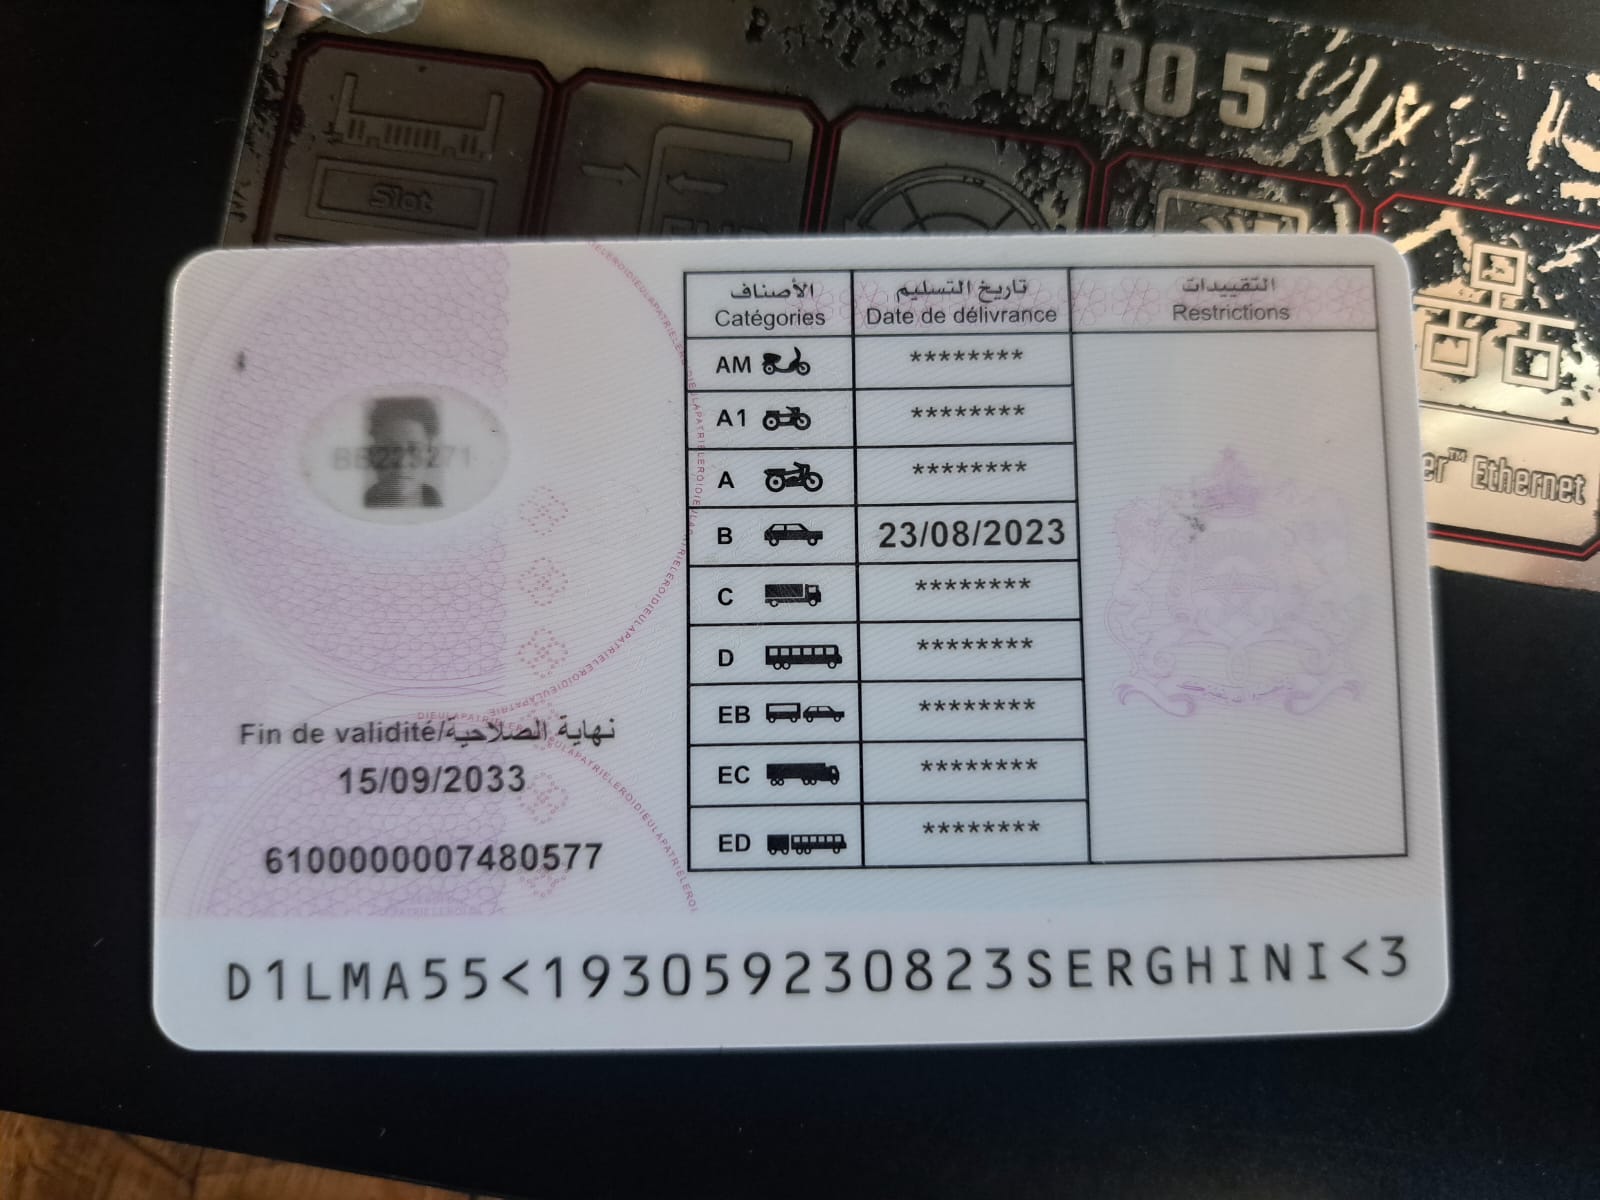 NITRO 5
Slot
er™ Ethernet
BB223271
نهاية الصلاحية/Fin de validité
15/09/2033
6100000007480577
الأصناف
Catégories
تاريخ التسليم
Date de délivrance
التقييدات
Restrictions
AM ********
A1 ********
A ********
B 23/08/2023
C ********
D ********
EB ********
EC ********
ED ********
D1LMA55<193059230823SERGHINI<3